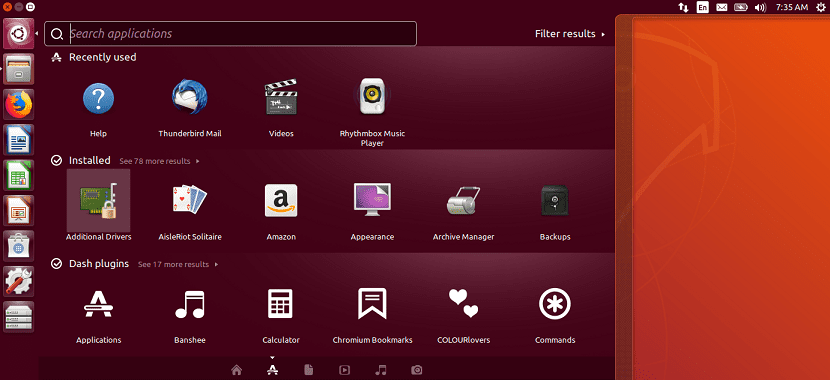 En
7:35 AM
Search applications
Filter results
Recently used
Help
Thunderbird Mail
Videos
Rhythmbox Music
Player
Installed
See 78 more results
Additional Drivers
AisleRiot Solitaire
Amazon
Appearance
Archive Manager
Backups
Dash plugins
See 17 more results
Applications
Banshee
Calculator
Chromium Bookmarks
COLOURlovers
Commands